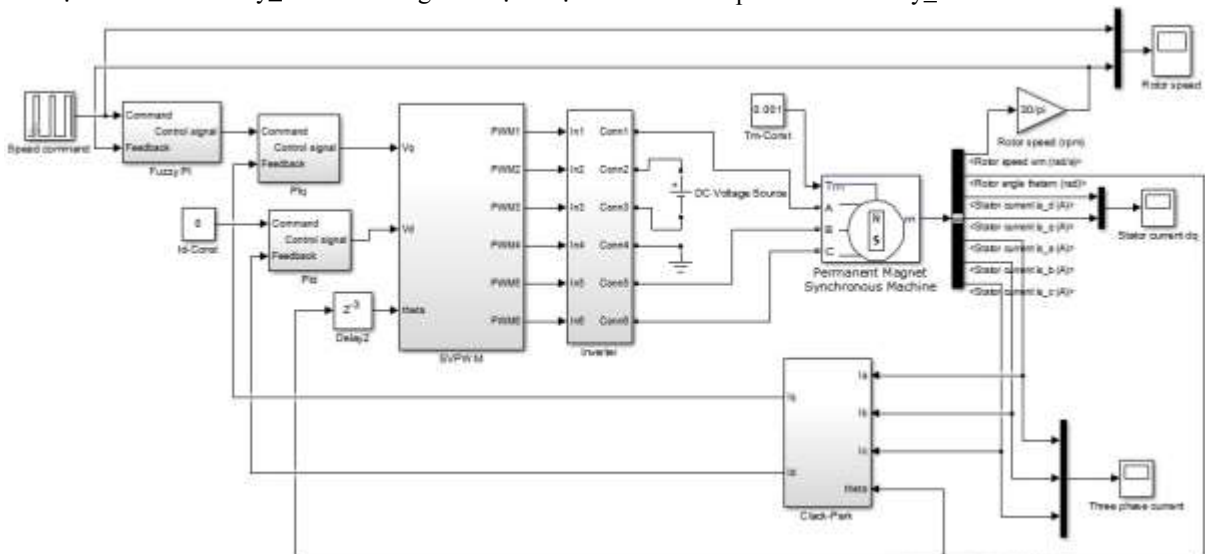 Speed command
Command
Control signal
Feedback
Fuzzy PI
Command
Control signal
Feedback
PIq
0
Id-Const
Command
Control signal
Feedback
Z-3
Delay2
Vq
Vd
theta
PWM1
PWM2
PWM3
PWM4
PWM5
PWM6
SVPWM
In1
In2
In4
In5
In6
Conn1
Conn2
Conn3
Conn4
Conn5
Conn6
Inverter
+
DC Voltage Source
0.001
Tm-Const
Tm
A
B
C
N
S
m
Permanent Magnet
Synchronous Machine
30/pi
Rotor speed (rpm)
Rotor speed
<Rotor speed wm (rad/s)>
<Rotor angle thetam (rad)>
<Stator current is_d (A)>
<Stator current is_q (A)>
<Stator current is_a (A)>
<Stator current is_b (A)>
<Stator current is_c (A)>
Stator current dq
Ia
Ib
Ic
theta
Iq
Id
Clack-Park
Three phase current